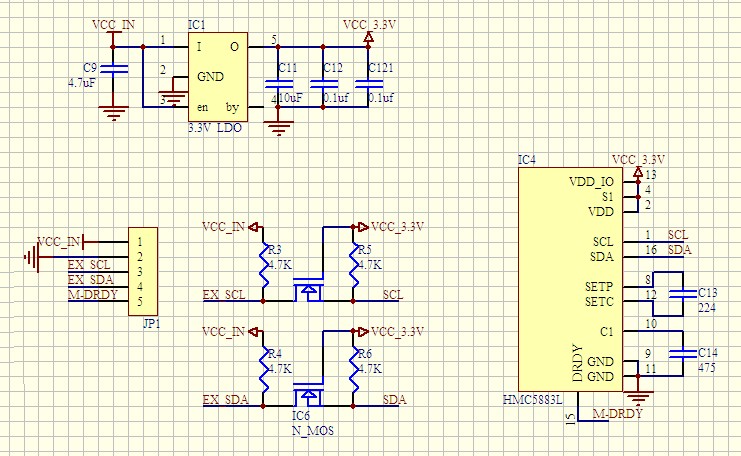 VCC_IN
IC1
VCC_3.3V
1
I
O
5
C9
4.7uF
2
GND
C11
C12
C121
10uF
0.1uf
0.1uf
3
en
by
4
3.3V LDO
IC4
VCC_3.3V
VDD_IO
13
S1
4
VDD
2
SCL
1
SCL
SDA
16
SDA
SETP
8
SETC
12
C13
224
C1
10
C14
475
GND
9
GND
11
DRDY
HMC5883L
15
M-DRDY
VCC_IN
1
2
EX_SCL
3
EX_SDA
4
M-DRDY
5
JP1
VCC_IN
VCC_3.3V
R3
4.7K
R5
4.7K
EX_SCL
SCL
VCC_IN
VCC_3.3V
R4
4.7K
R6
4.7K
EX_SDA
SDA
IC6
N_MOS